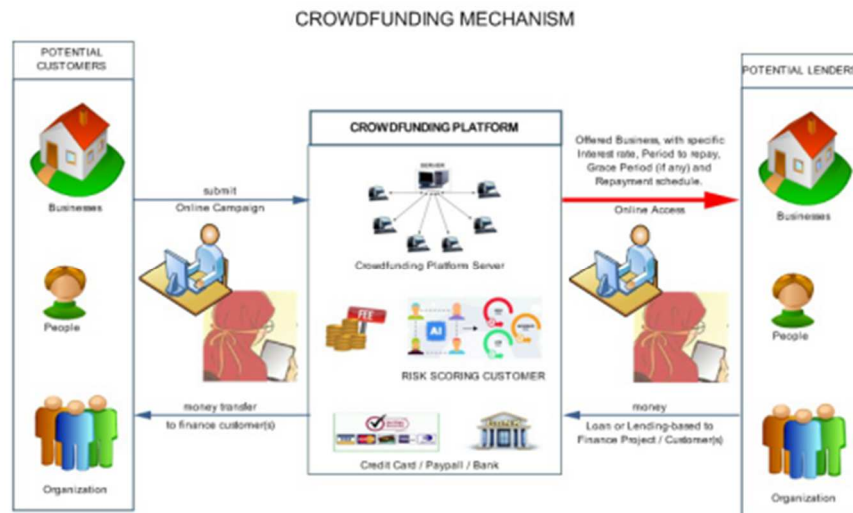 CROWDFUNDING MECHANISM
POTENTIAL
CUSTOMERS
Businesses
People
Organization
submit
Online Campaign
money transfer
to finance customer(s)
CROWDFUNDING PLATFORM
SERVER
Crowdfunding Platform Server
FEE
AI
RISK SCORING CUSTOMER
Credit Card / Paypall / Bank
Offered Business, with specific
Interest rate, Period to repay,
Grace Period (if any) and
Repayment schedule.
Online Access
money
Loan or Lending-based to
Finance Project / Customer(s)
POTENTIAL LENDERS
Businesses
People
Organization